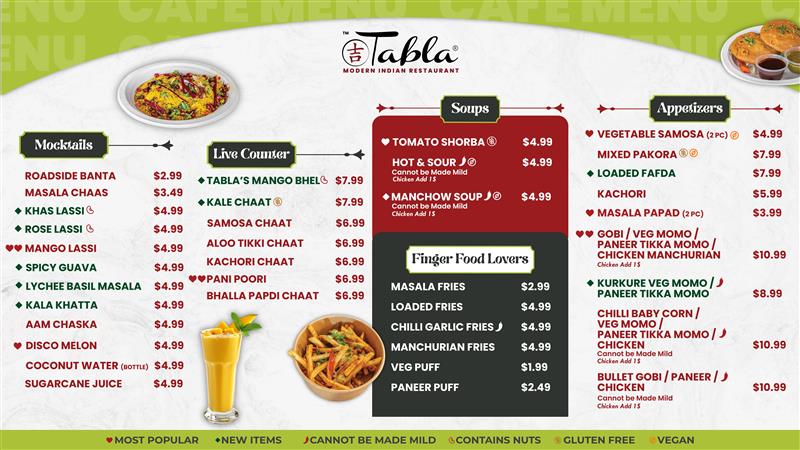 CAFE MENU CAFE MENU
™
Tabla®
MODERN INDIAN RESTAURANT
Mocktails
ROADSIDE BANTA $2.99
MASALA CHAAS $3.49
KHAS LASSI $4.99
ROSE LASSI $4.99
MANGO LASSI $4.99
SPICY GUAVA $4.99
LYCHEE BASIL MASALA $4.99
KALA KHATTA $4.99
AAM CHASKA $4.99
DISCO MELON $4.99
COCONUT WATER (BOTTLE) $4.99
SUGARCANE JUICE $4.99
Live Counter
TABLA'S MANGO BHEL $7.99
KALE CHAAT $7.99
SAMOSA CHAAT $6.99
ALOO TIKKI CHAAT $6.99
KACHORI CHAAT $6.99
PANI POORI $6.99
BHALLA PAPDI CHAAT $6.99
Soups
TOMATO SHORBA $4.99
HOT & SOUR $4.99
Cannot be Made Mild
Chicken Add 1$
MANCHOW SOUP $4.99
Cannot be Made Mild
Chicken Add 1$
Finger Food Lovers
MASALA FRIES $2.99
LOADED FRIES $4.99
CHILLI GARLIC FRIES $4.99
MANCHURIAN FRIES $4.99
VEG PUFF $1.99
PANEER PUFF $2.49
Appetizers
VEGETABLE SAMOSA (2 PC) $4.99
MIXED PAKORA $7.99
LOADED FAFDA $7.99
KACHORI $5.99
MASALA PAPAD (2 PC) $3.99
GOBI / VEG MOMO /
PANEER TIKKA MOMO /
CHICKEN MANCHURIAN $10.99
Chicken Add 1$
KURKURE VEG MOMO /
PANEER TIKKA MOMO $8.99
CHILLI BABY CORN /
VEG MOMO /
PANEER TIKKA MOMO /
CHICKEN $10.99
Cannot be Made Mild
Chicken Add 1$
BULLET GOBI / PANEER /
CHICKEN $10.99
Cannot be Made Mild
Chicken Add 1$
MOST POPULAR NEW ITEMS CANNOT BE MADE MILD CONTAINS NUTS GLUTEN FREE VEGAN